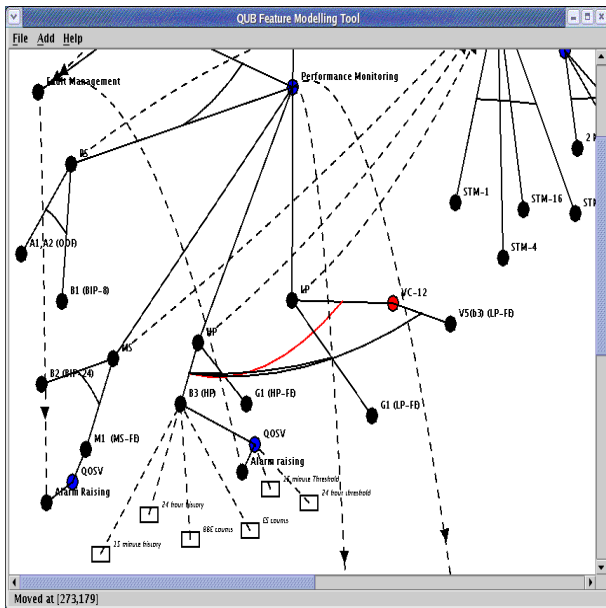 QUB Feature Modelling Tool
File Add Help
Fault Management
Performance Monitoring
RS
STM-1
STM-16
STM-4
A1,A2 (OOF)
B1 (BIP-8)
LP
VC-12
V5(b3) (LP-FE)
MS
HP
B2 (BIP-24)
B3 (HP)
G1 (HP-FE)
G1 (LP-FE)
M1 (MS-FE)
QOSV
QOSV
Alarm raising
Alarm Raising
15 minute Threshold
24 hour threshold
24 hour history
ES counts
BBE counts
15 minute history
Moved at [273,179]